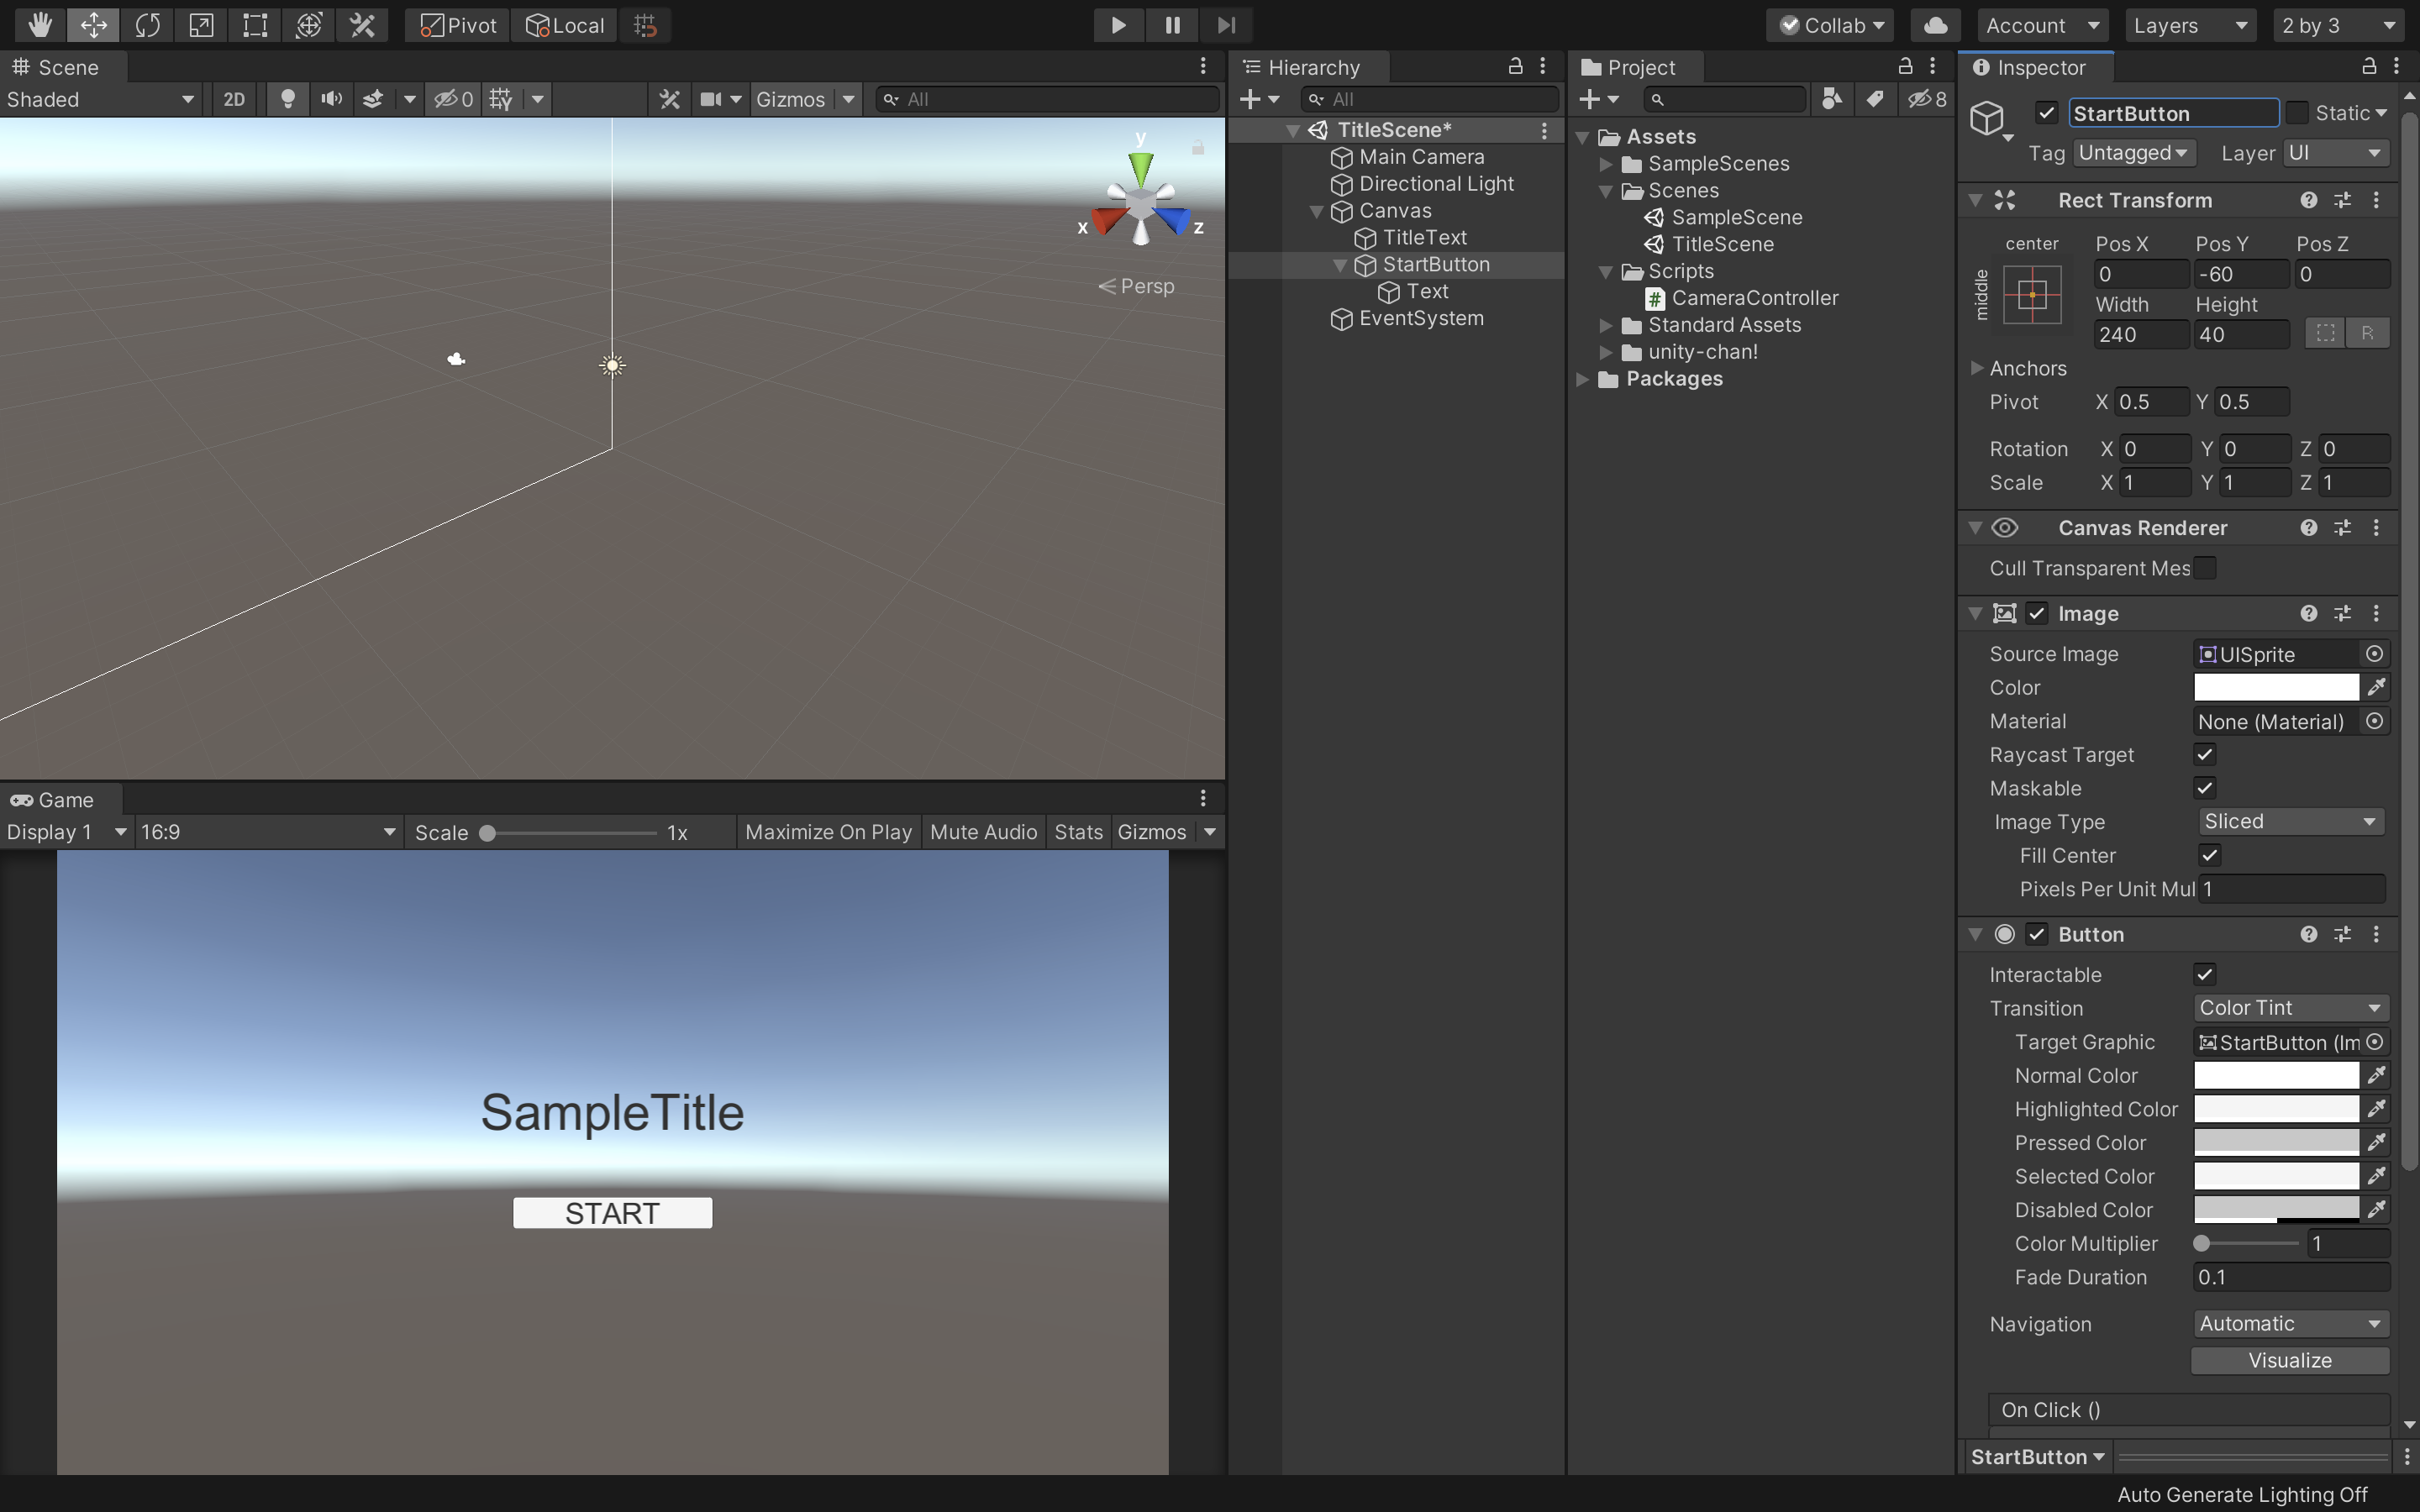 Pivot Local Collab Account Layers 2 by 3
Scene
Shaded 2D 0 Gizmos All
y
x z
Persp
Game
Display 1 16:9 Scale 1x Maximize On Play Mute Audio Stats Gizmos
SampleTitle
START
Hierarchy
All
TitleScene*
Main Camera
Directional Light
Canvas
TitleText
StartButton
Text
EventSystem
Project
8
Assets
SampleScenes
Scenes
SampleScene
TitleScene
Scripts
# CameraController
Standard Assets
unity-chan!
Packages
Inspector
StartButton Static
Tag Untagged Layer UI
Rect Transform
center Pos X Pos Y Pos Z
middle 0 -60 0
Width Height
240 40 R
Anchors
Pivot X 0.5 Y 0.5
Rotation X 0 Y 0 Z 0
Scale X 1 Y 1 Z 1
Canvas Renderer
Cull Transparent Mes
Image
Source Image UISprite
Color
Material None (Material)
Raycast Target
Maskable
Image Type Sliced
Fill Center
Pixels Per Unit Mul 1
Button
Interactable
Transition Color Tint
Target Graphic StartButton (Im
Normal Color
Highlighted Color
Pressed Color
Selected Color
Disabled Color
Color Multiplier 1
Fade Duration 0.1
Navigation Automatic
Visualize
On Click ()
StartButton
Auto Generate Lighting Off